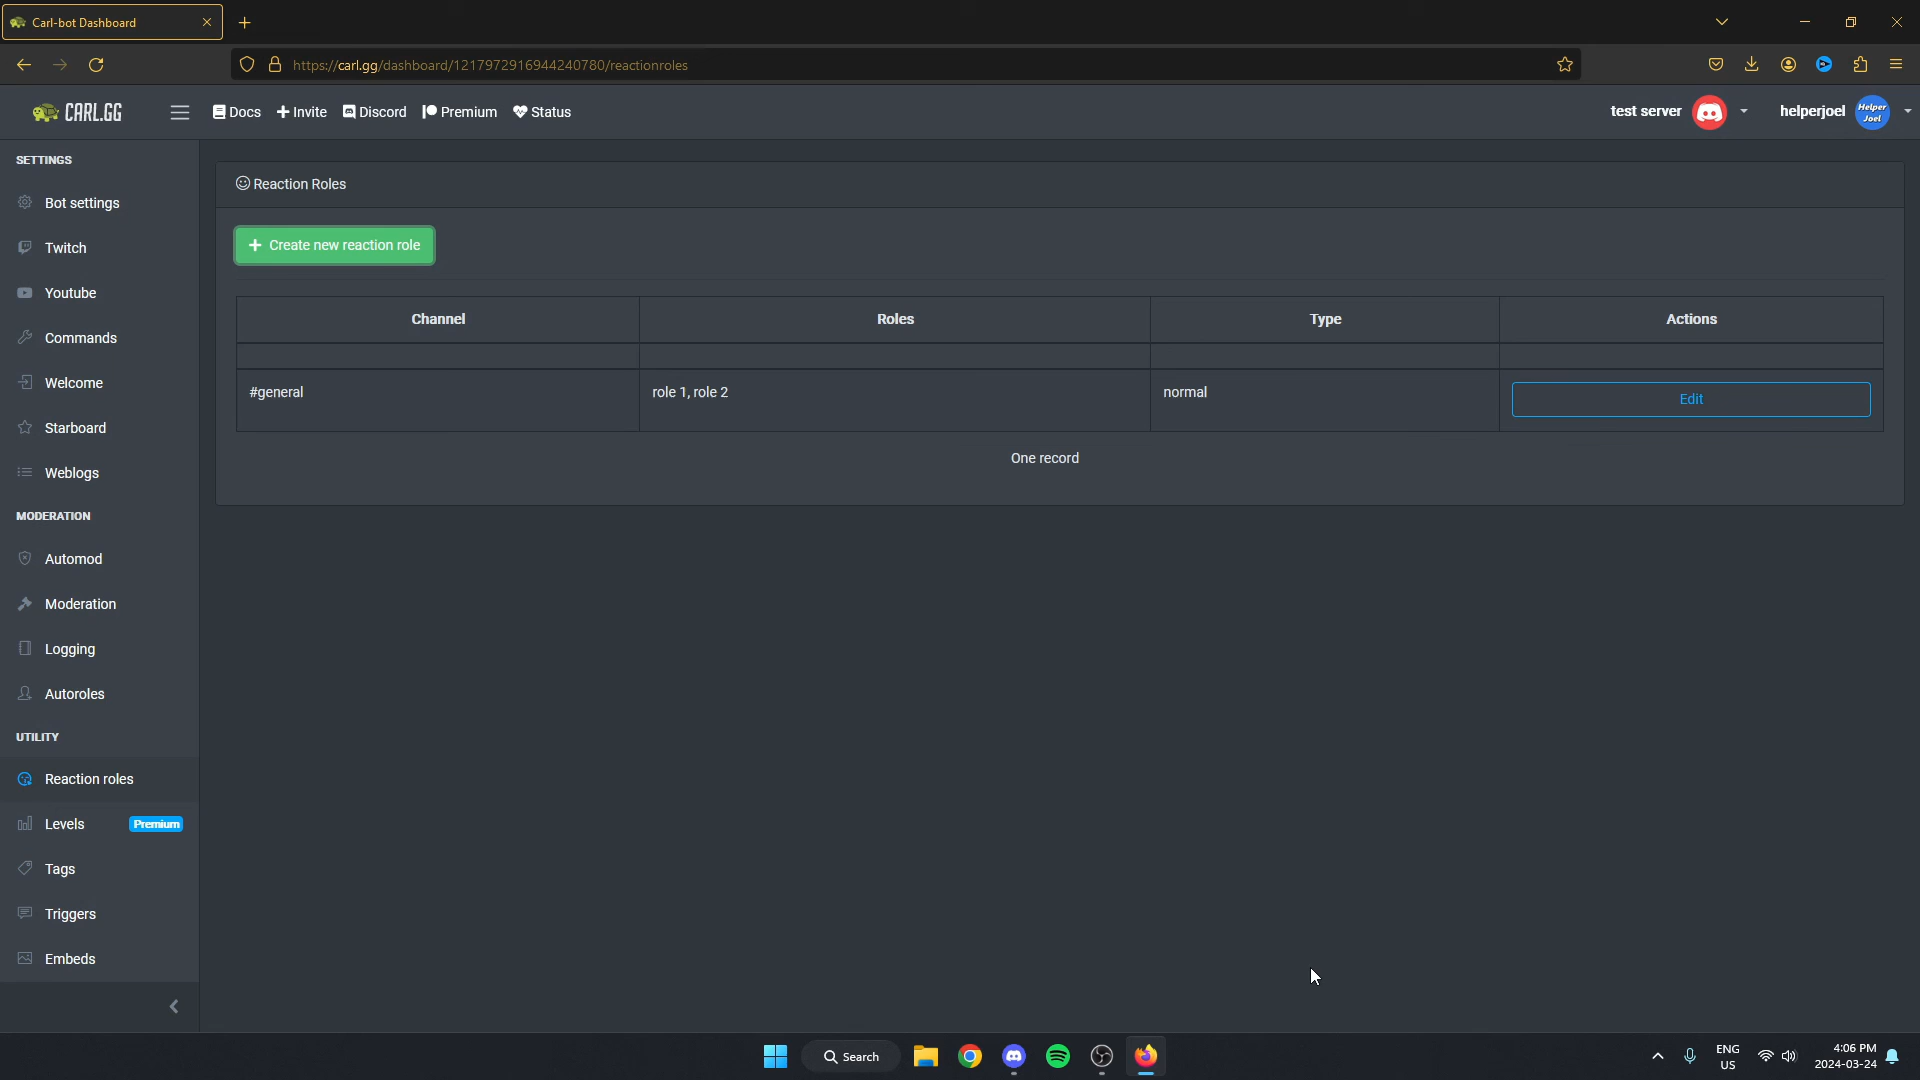 Carl-bot Dashboard
https://carl.gg/dashboard/1217972916944240780/reactionroles
CARL.GG
Docs
Invite
Discord
Premium
Status
test server
helperjoel
Helper
Joel
SETTINGS
Bot settings
Twitch
Youtube
Commands
Welcome
Starboard
Weblogs
MODERATION
Automod
Moderation
Logging
Autoroles
UTILITY
Reaction roles
Levels Premium
Tags
Triggers
Embeds
Reaction Roles
Create new reaction role
Channel Roles Type Actions
#general role 1, role 2 normal Edit
One record
Search
ENG
US
4:06 PM
2024-03-24